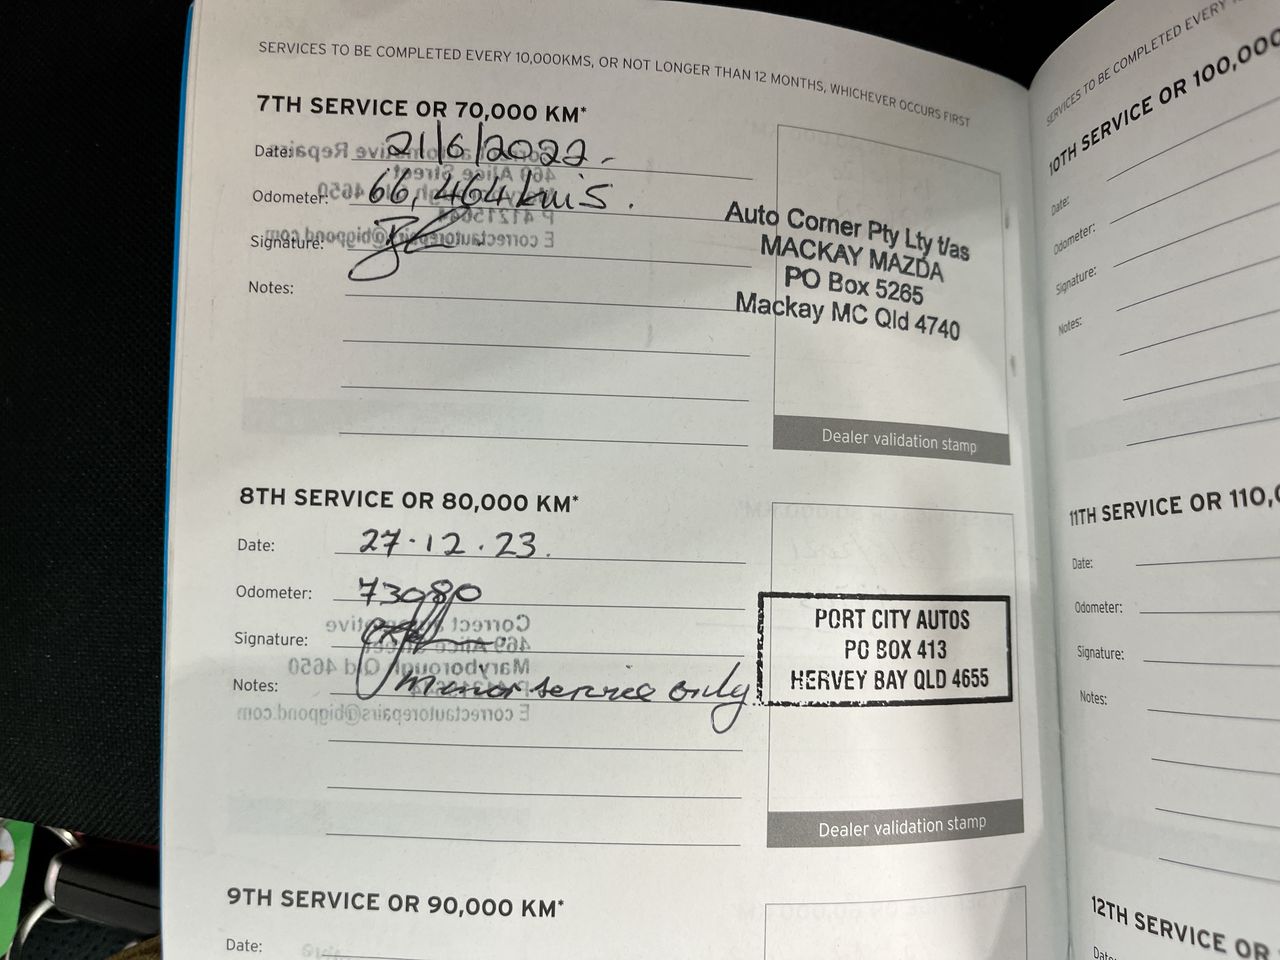 SERVICES TO BE COMPLETED EVERY 10,000KMS, OR NOT LONGER THAN 12 MONTHS, WHICHEVER OCCURS FIRST
7TH SERVICE OR 70,000 KM*
Date: 21/6/2022.
Odometer: 66,464kms.
Signature:
Notes:
Auto Corner Pty Lty t/as
MACKAY MAZDA
PO Box 5265
Mackay MC Qld 4740
Dealer validation stamp
8TH SERVICE OR 80,000 KM*
Date: 27.12.23.
Odometer: 73980
Signature:
Notes: minor service only
PORT CITY AUTOS
PO BOX 413
HERVEY BAY QLD 4655
Dealer validation stamp
9TH SERVICE OR 90,000 KM*
Date:
SERVICES TO BE COMPLETED EVERY
10TH SERVICE OR 100,000
Date:
Odometer:
Signature:
Notes:
11TH SERVICE OR 110,
Date:
Odometer:
Signature:
Notes:
12TH SERVICE OR